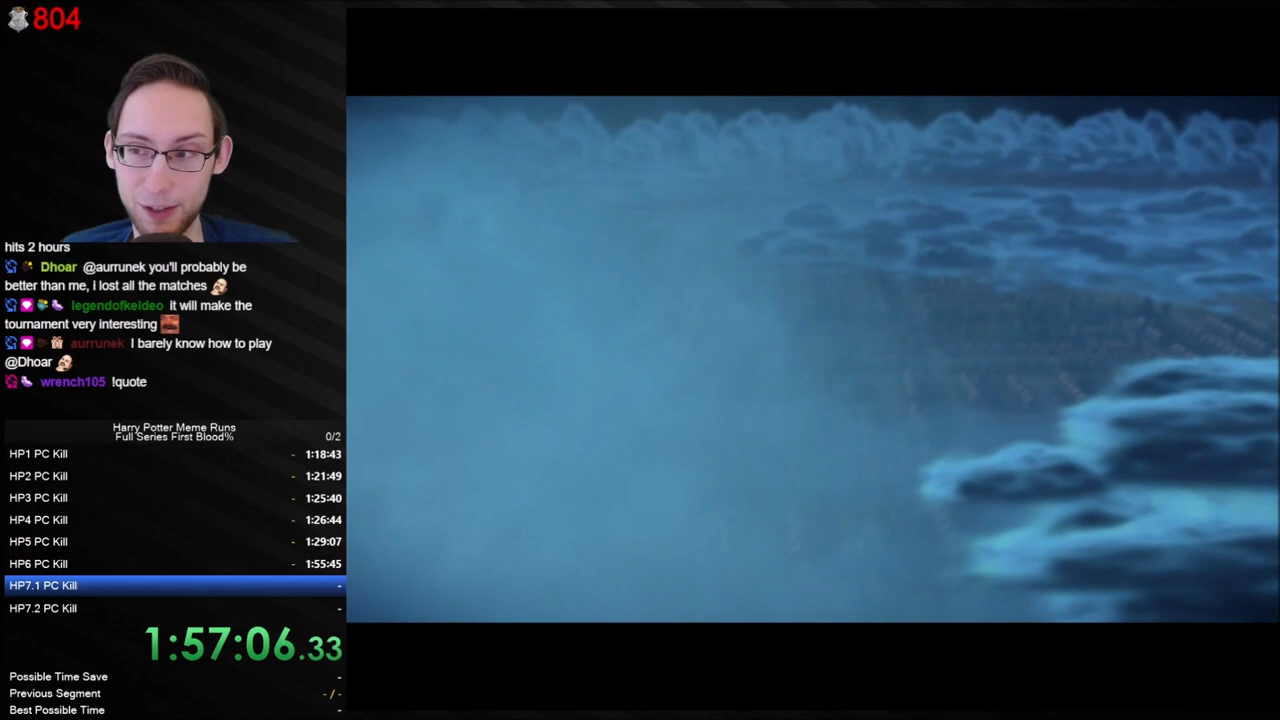 804
hits 2 hours
Dhoar @aurrunek you'll probably be
better than me, i lost all the matches
legendofkeldeo it will make the
tournament very interesting
aurrunek I barely know how to play
@Dhoar
wrench105 !quote
Harry Potter Meme Runs
Full Series First Blood% 0/2
HP1 PC Kill - 1:18:43
HP2 PC Kill - 1:21:49
HP3 PC Kill - 1:25:40
HP4 PC Kill - 1:26:44
HP5 PC Kill - 1:29:07
HP6 PC Kill - 1:55:45
HP7.1 PC Kill -
HP7.2 PC Kill -
1:57:06.33
Possible Time Save -
Previous Segment - / -
Best Possible Time -